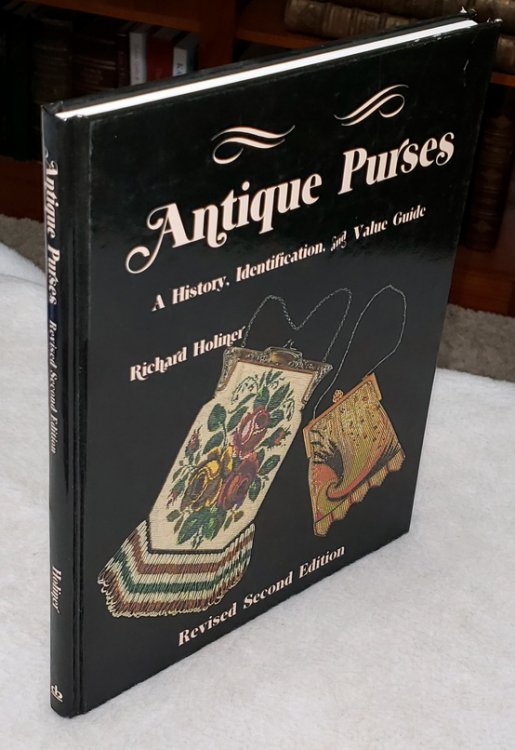 Antique Purses
A History, Identification, and Value Guide
Richard Holiner
Revised Second Edition
Antique Purses Revised Second Edition Holiner